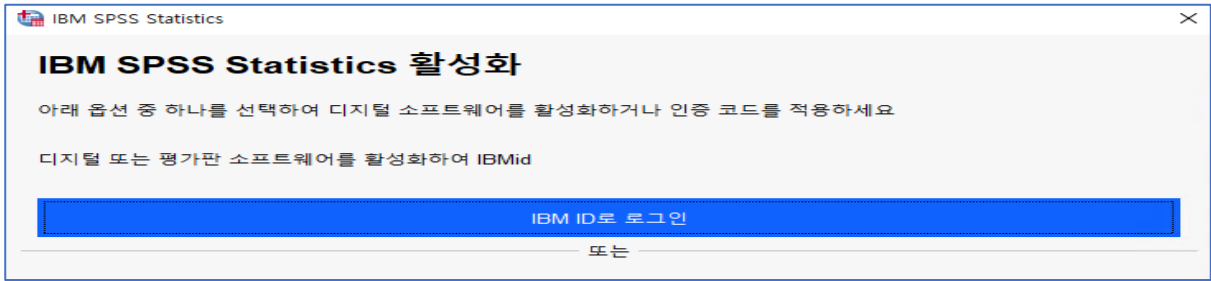 IBM SPSS Statistics
IBM SPSS Statistics 활성화
아래 옵션 중 하나를 선택하여 디지털 소프트웨어를 활성화하거나 인증 코드를 적용하세요
디지털 또는 평가판 소프트웨어를 활성화하여 IBMid
IBM ID로 로그인
또는